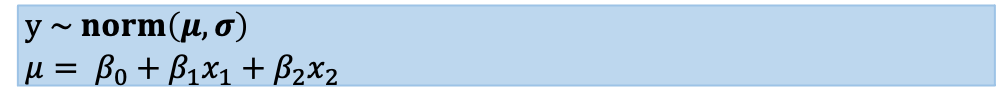 y ~ norm(μ, σ)
μ = β₀ + β₁x₁ + β₂x₂